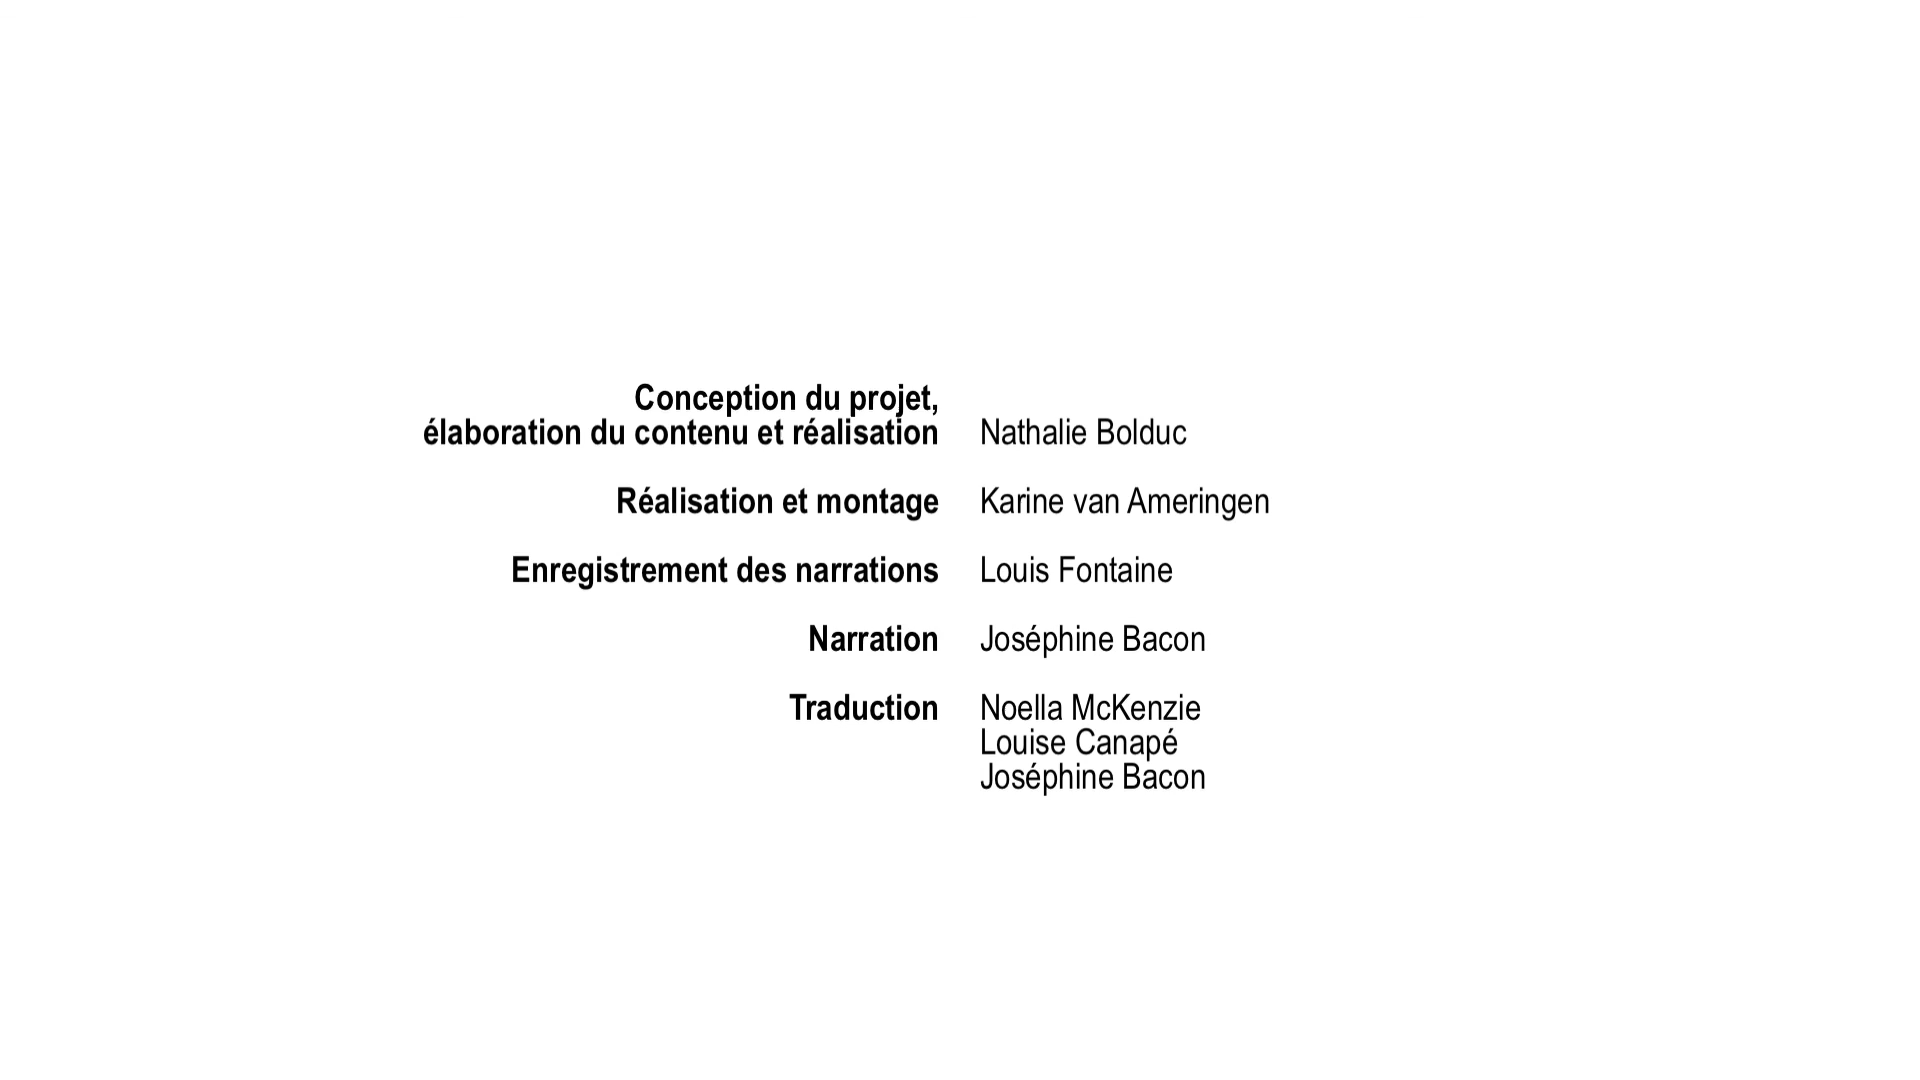 Conception du projet,
élaboration du contenu et réalisation Nathalie Bolduc
Réalisation et montage Karine van Ameringen
Enregistrement des narrations Louis Fontaine
Narration Joséphine Bacon
Traduction Noella McKenzie
Louise Canapé
Joséphine Bacon